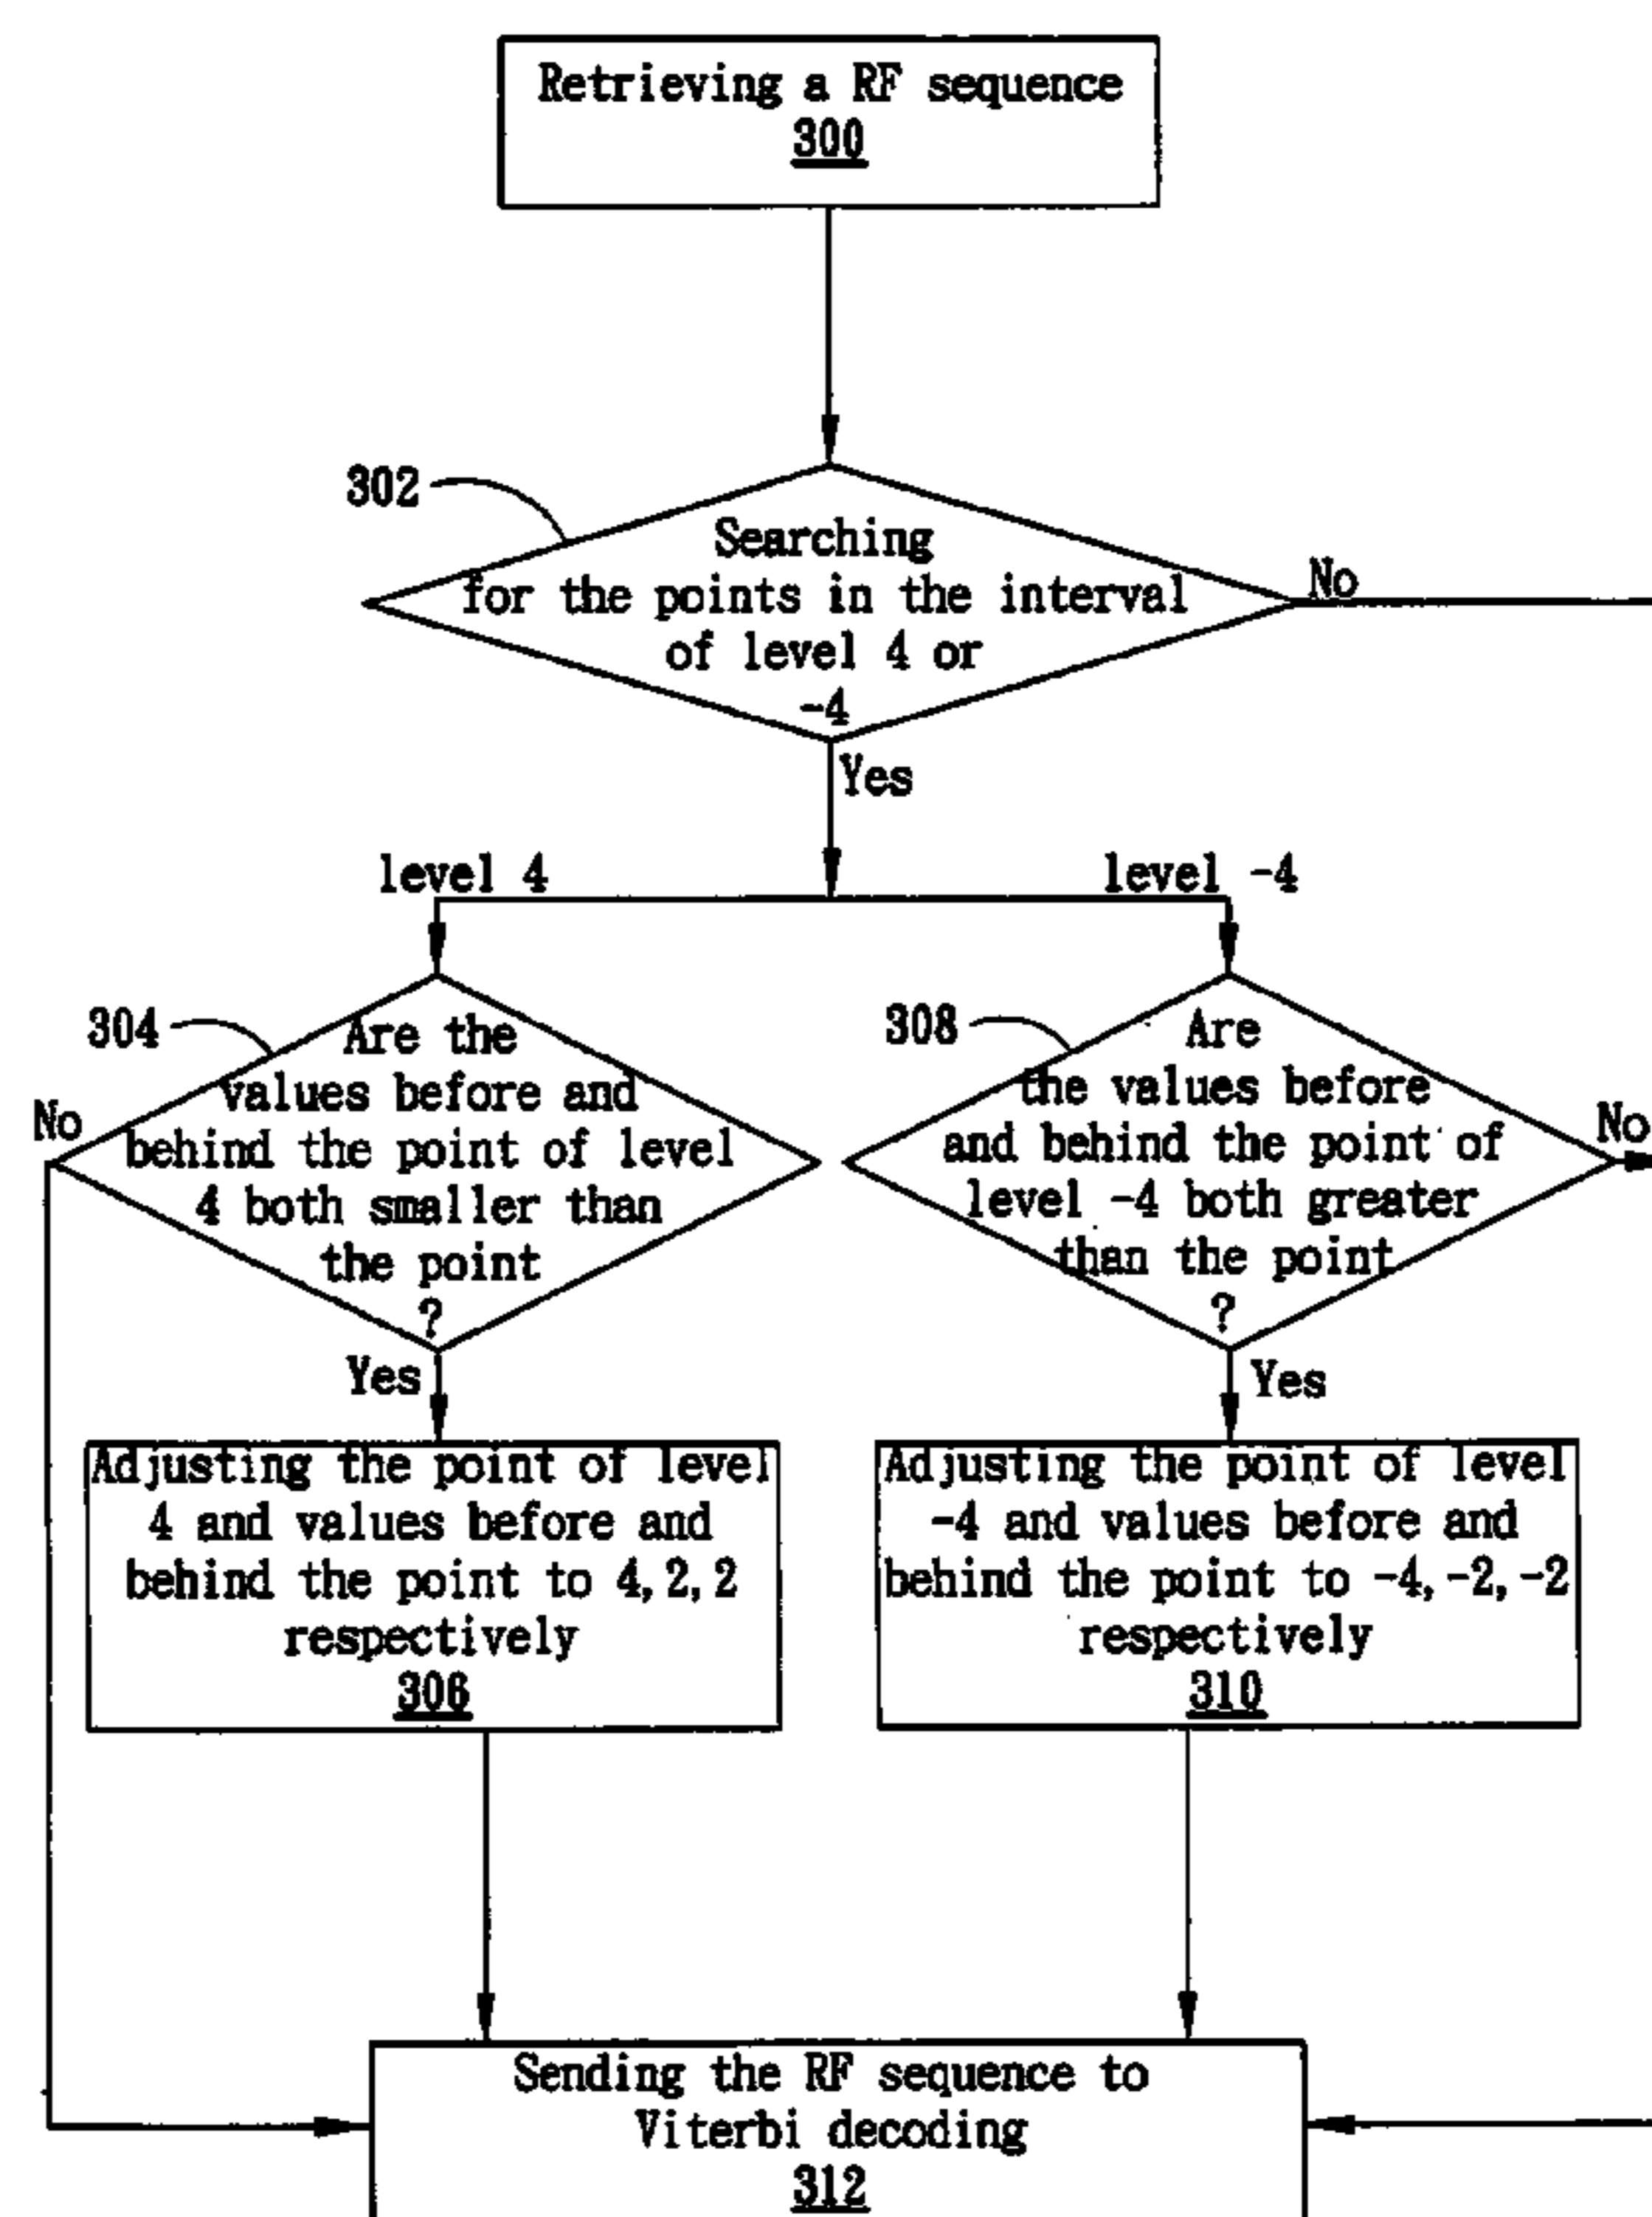 Retrieving a RF sequence
300
302
Searching
for the points in the interval
of level 4 or
-4
No
Yes
level 4
level -4
304
Are the
values before and
behind the point of level
4 both smaller than
the point
?
No
Yes
308
Are
the values before
and behind the point of
level -4 both greater
than the point
?
No
Yes
Adjusting the point of level
4 and values before and
behind the point to 4,2,2
respectively
306
Adjusting the point of level
-4 and values before and
behind the point to -4,-2,-2
respectively
310
Sending the RF sequence to
Viterbi decoding
312